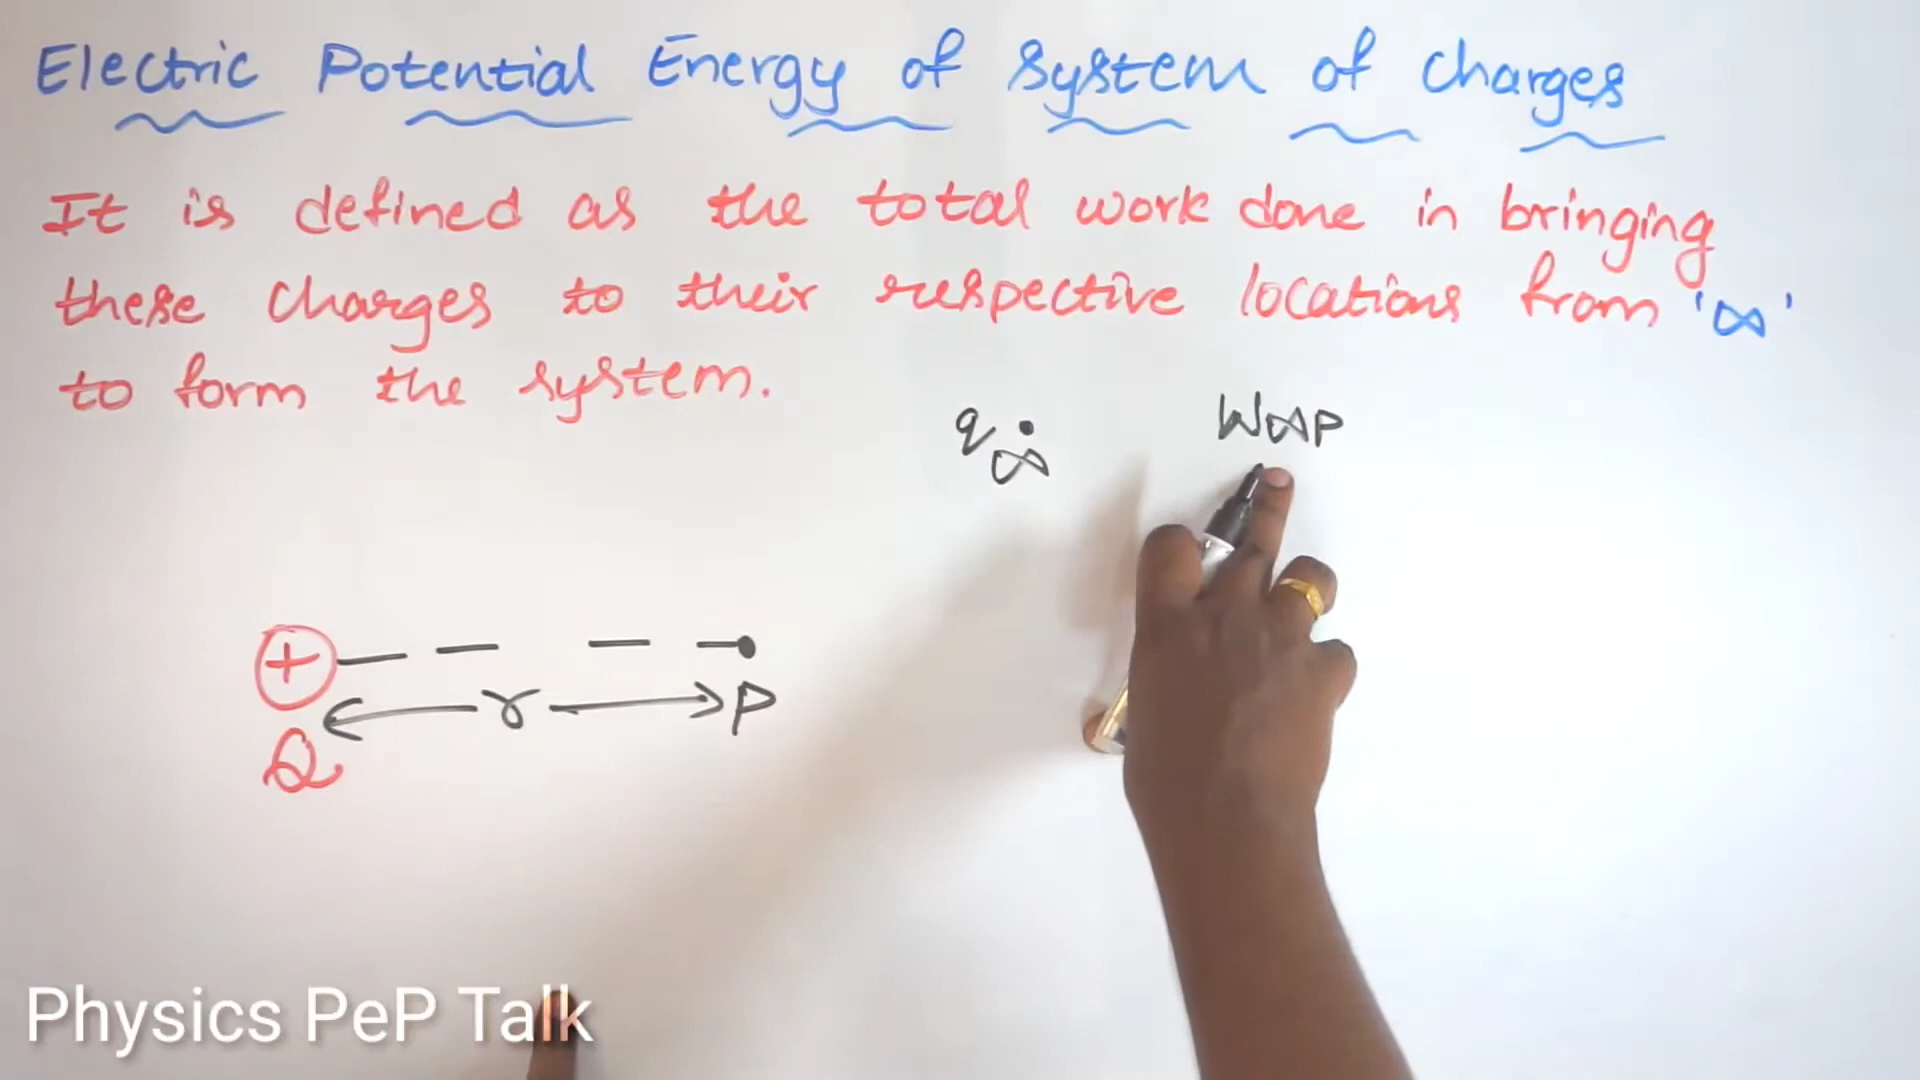 Electric Potential Energy of system of charges
It is defined as the total work done in bringing
these charges to their respective locations from '∞'
to form the system.
q ∞
W∞P
+
r
P
Q
Physics PeP Talk